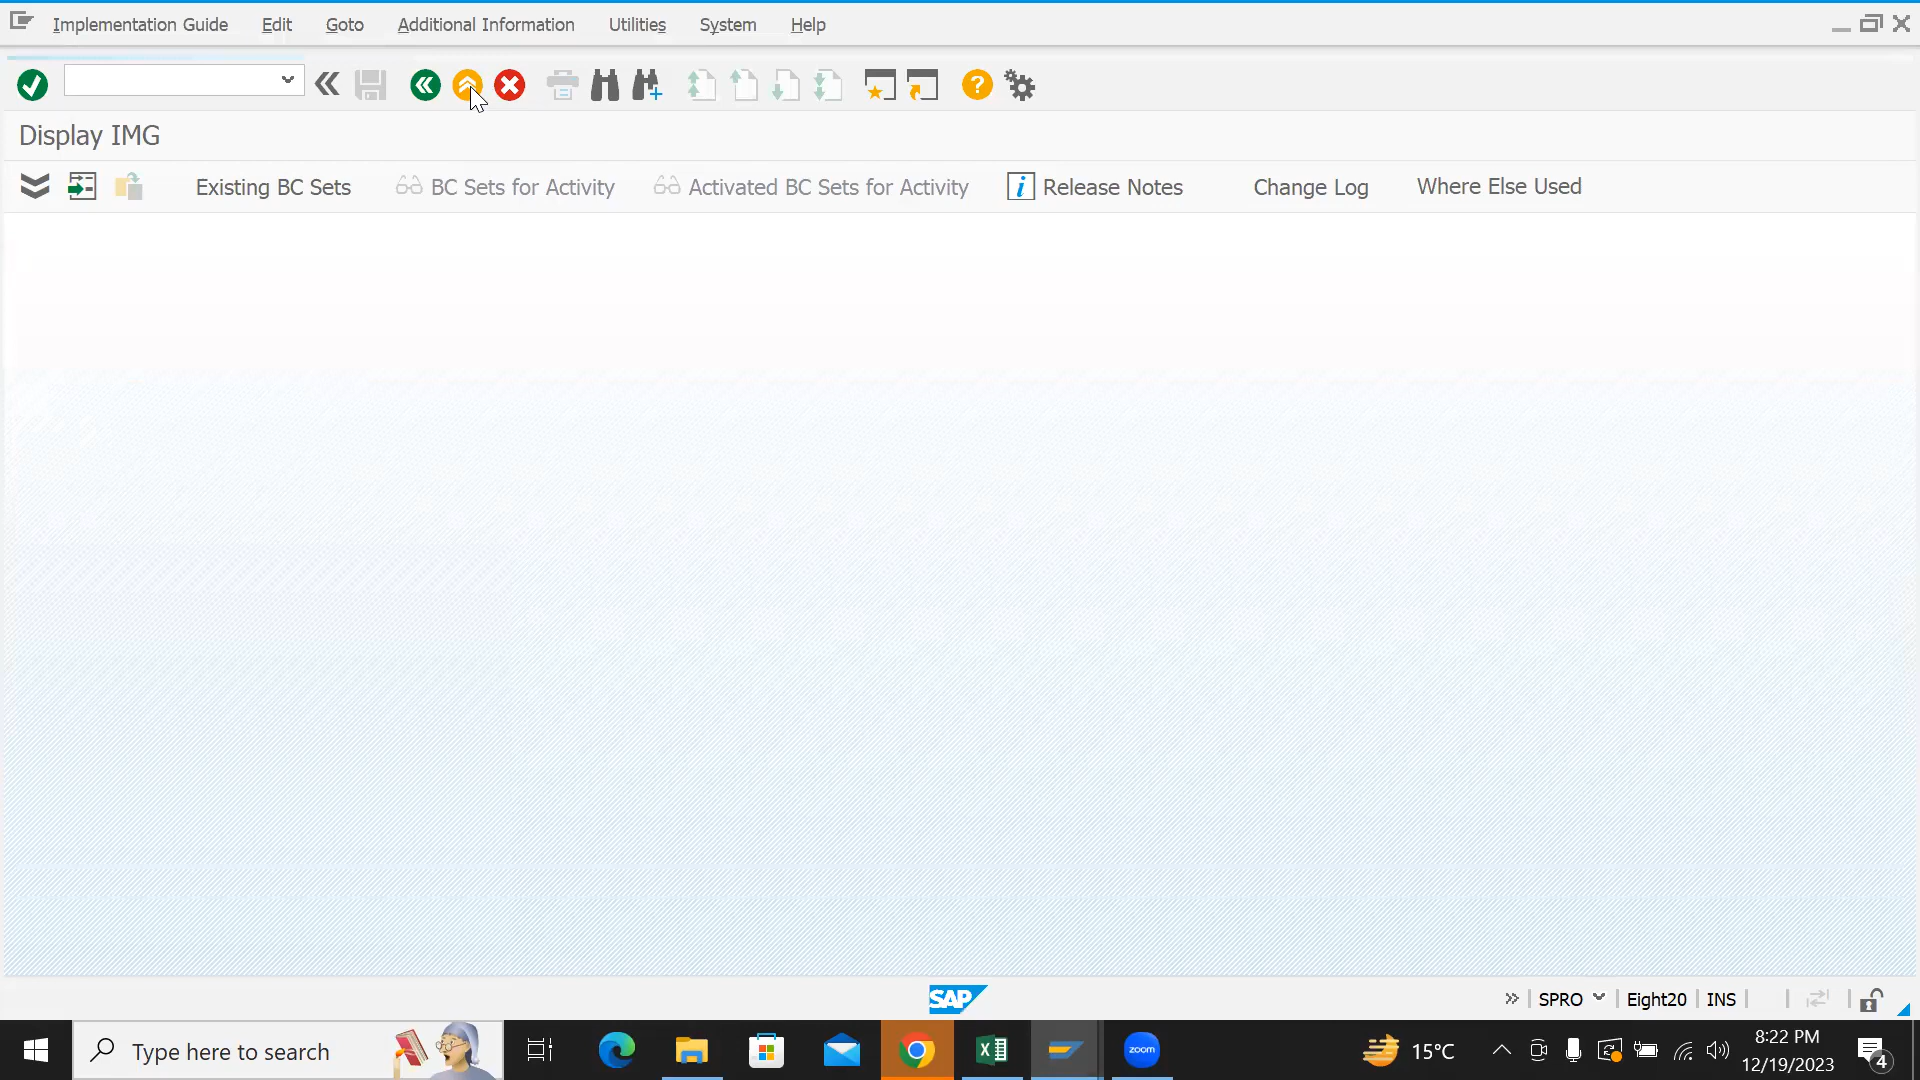 Implementation Guide Edit Goto Additional Information Utilities System Help
Display IMG
Existing BC Sets BC Sets for Activity Activated BC Sets for Activity i Release Notes Change Log Where Else Used
SAP SPRO Eight20 INS
Type here to search zoom 15°C 8:22 PM
12/19/2023 4